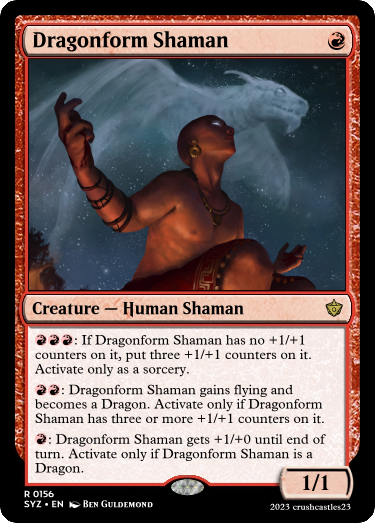 Dragonform Shaman
Creature — Human Shaman
: If Dragonform Shaman has no +1/+1
counters on it, put three +1/+1 counters on it.
Activate only as a sorcery.
: Dragonform Shaman gains flying and
becomes a Dragon. Activate only if Dragonform
Shaman has three or more +1/+1 counters on it.
: Dragonform Shaman gets +1/+0 until end of
turn. Activate only if Dragonform Shaman is a
Dragon.
1/1
R 0156
SYZ • EN Ben Guldemond
2023 crushcastles23